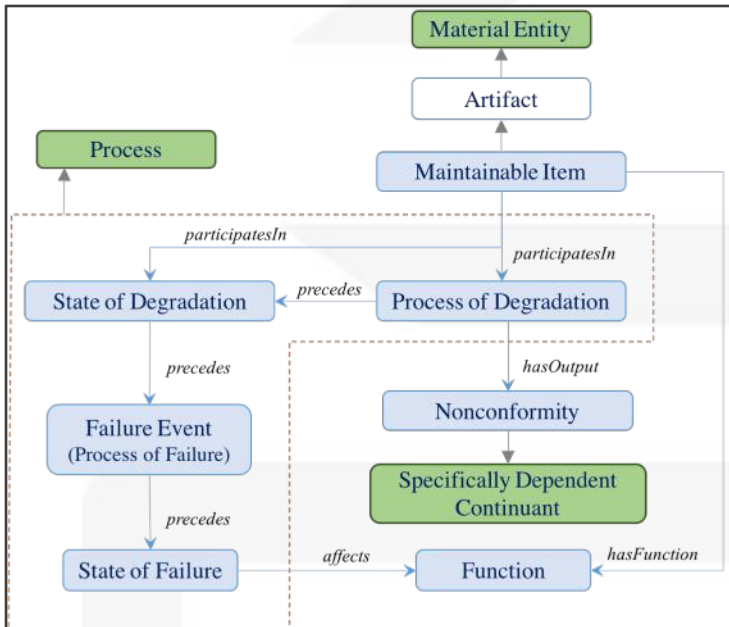 Material Entity
Artifact
Process
Maintainable Item
participatesIn
participatesIn
State of Degradation
precedes
Process of Degradation
precedes
hasOutput
Failure Event
(Process of Failure)
Nonconformity
Specifically Dependent
Continuant
precedes
State of Failure
affects
Function
hasFunction